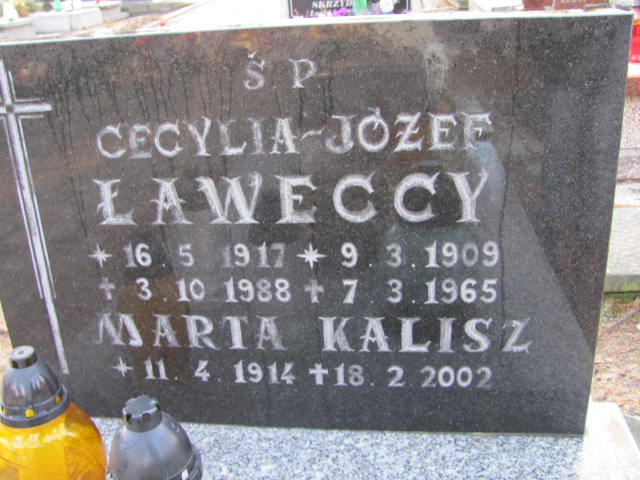 SKRZYD
Ś P
CECYLIA-JÓZEF
ŁAWECCY
* 16 5 1917 * 9 3 1909
† 3 10 1988 † 7 3 1965
MARTA KALISZ
* 11. 4 1914 † 18. 2 2002